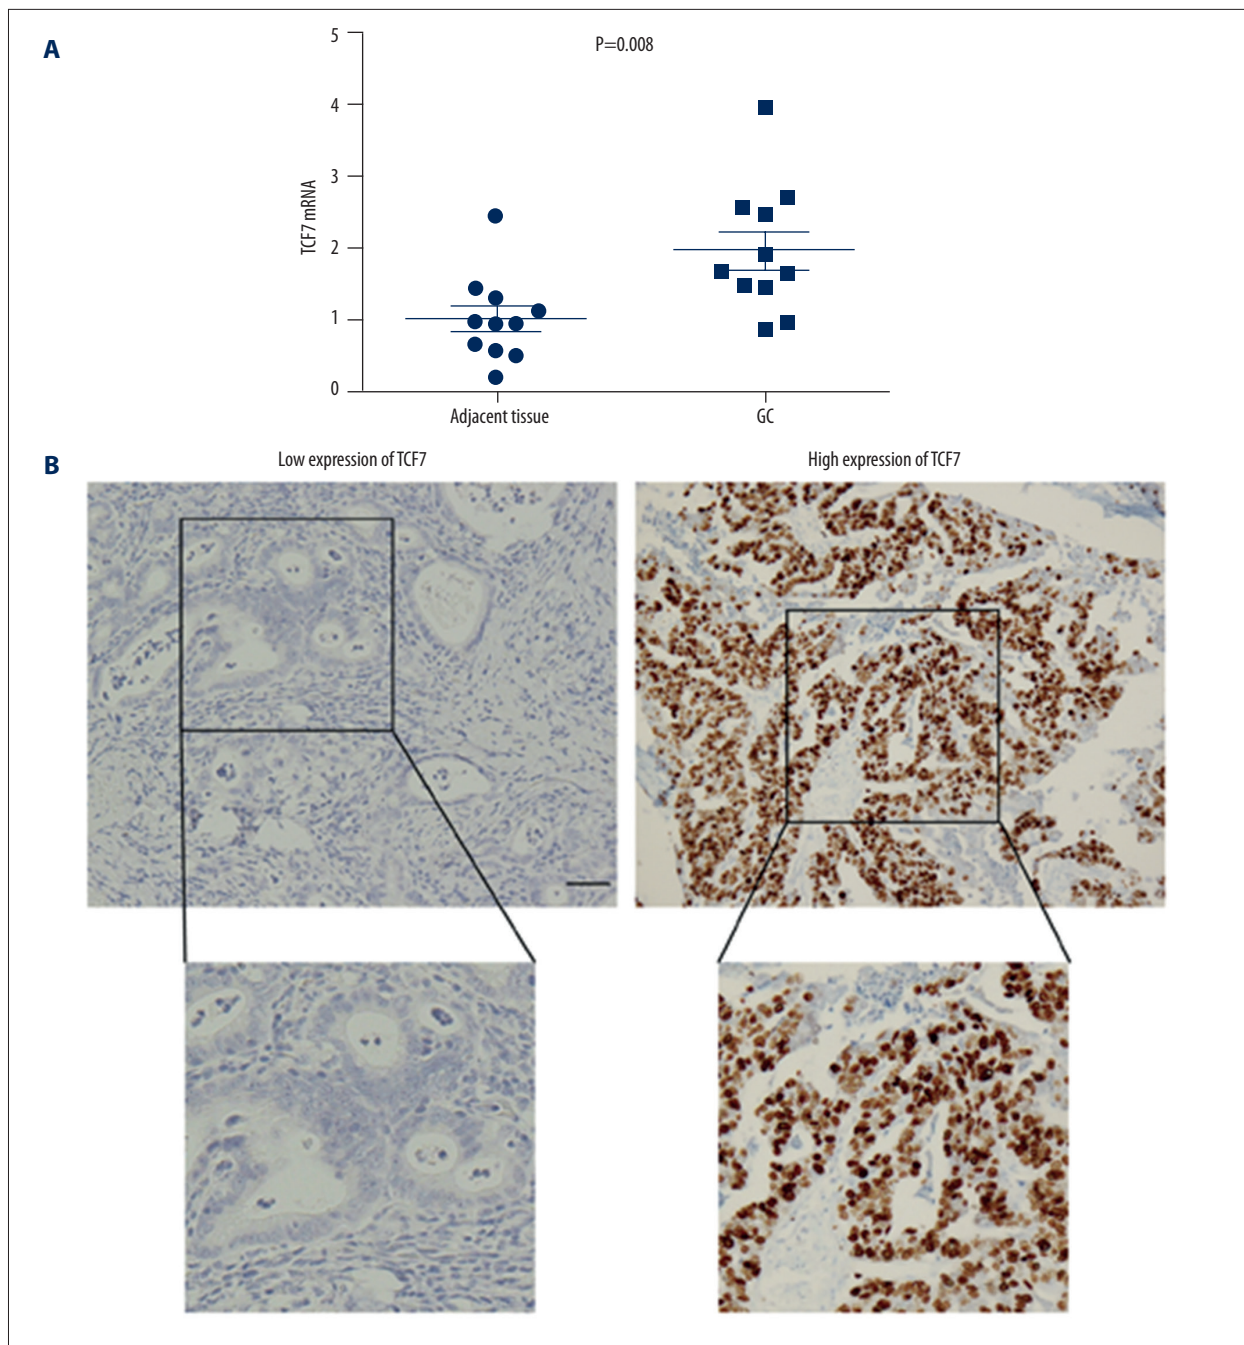 A
P=0.008
5
4
3
2
1
0
TCF7 mRNA
Adjacent tissue
GC
B
Low expression of TCF7
High expression of TCF7